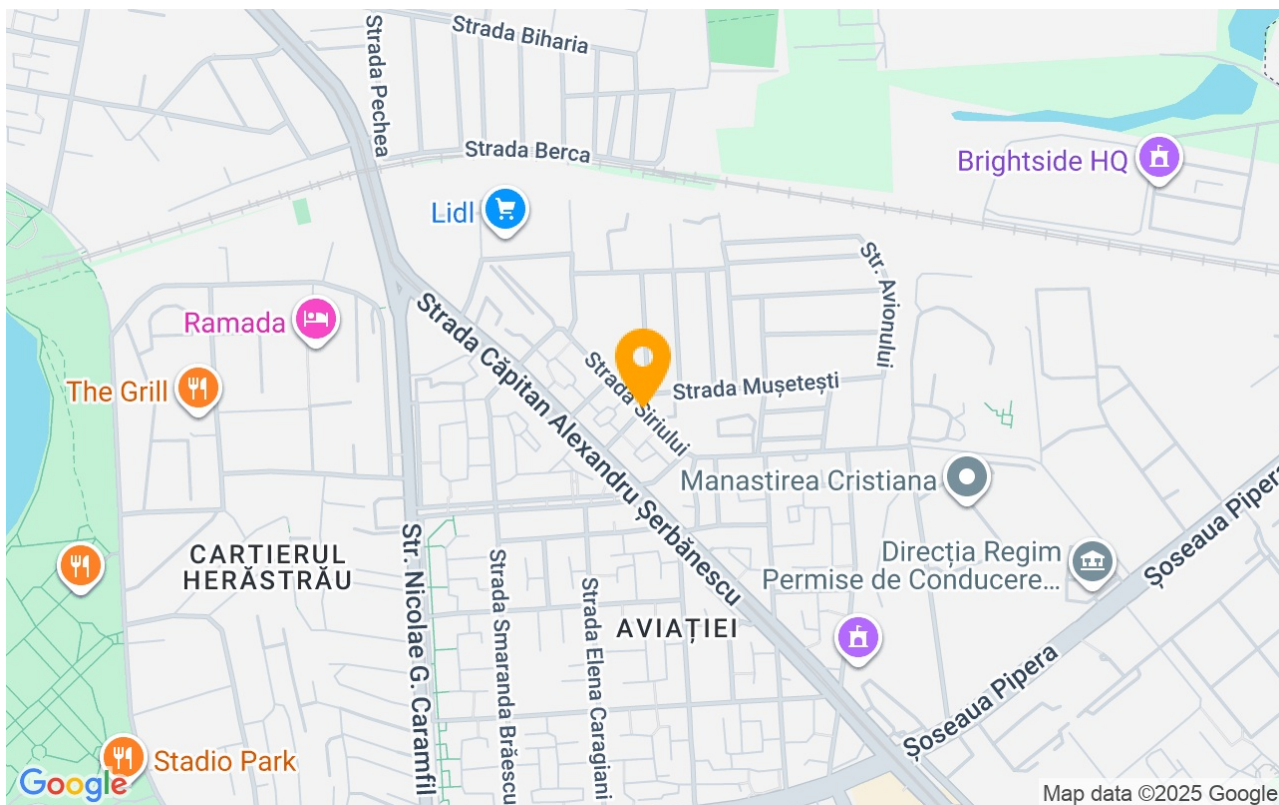 Strada Biharia
Strada Pechea
Strada Berca
Brightside HQ
Lidl
Str. Avionului
Ramada
Strada Căpitan Alexandru Șerbănescu
The Grill
Strada Siriului
Strada Mușetești
Manastirea Cristiana
Șoseaua Pipera
CARTIERUL
HERĂSTRĂU
Str. Nicolae G. Caramfil
Strada Smaranda Brăescu
Strada Elena Caragiani
Direcția Regim
Permise de Conducere...
AVIAȚIEI
Șoseaua Pipera
Stadio Park
Google
Map data ©2025 Google